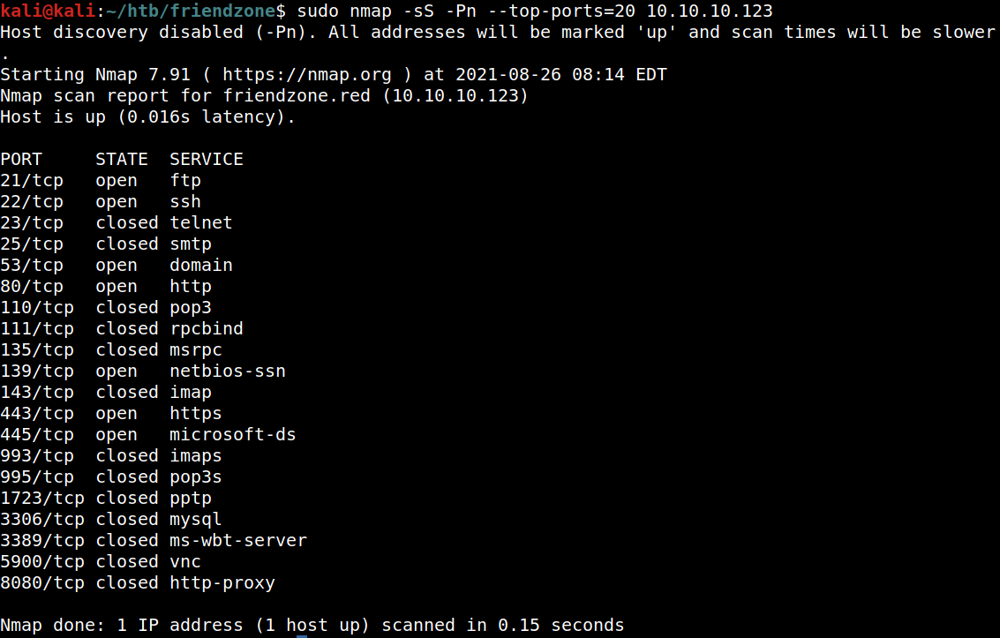 kali@kali:~/htb/friendzone$ sudo nmap -sS -Pn --top-ports=20 10.10.10.123
Host discovery disabled (-Pn). All addresses will be marked 'up' and scan times will be slower
.
Starting Nmap 7.91 ( https://nmap.org ) at 2021-08-26 08:14 EDT
Nmap scan report for friendzone.red (10.10.10.123)
Host is up (0.016s latency).

PORT     STATE  SERVICE
21/tcp   open   ftp
22/tcp   open   ssh
23/tcp   closed telnet
25/tcp   closed smtp
53/tcp   open   domain
80/tcp   open   http
110/tcp  closed pop3
111/tcp  closed rpcbind
135/tcp  closed msrpc
139/tcp  open   netbios-ssn
143/tcp  closed imap
443/tcp  open   https
445/tcp  open   microsoft-ds
993/tcp  closed imaps
995/tcp  closed pop3s
1723/tcp closed pptp
3306/tcp closed mysql
3389/tcp closed ms-wbt-server
5900/tcp closed vnc
8080/tcp closed http-proxy

Nmap done: 1 IP address (1 host up) scanned in 0.15 seconds